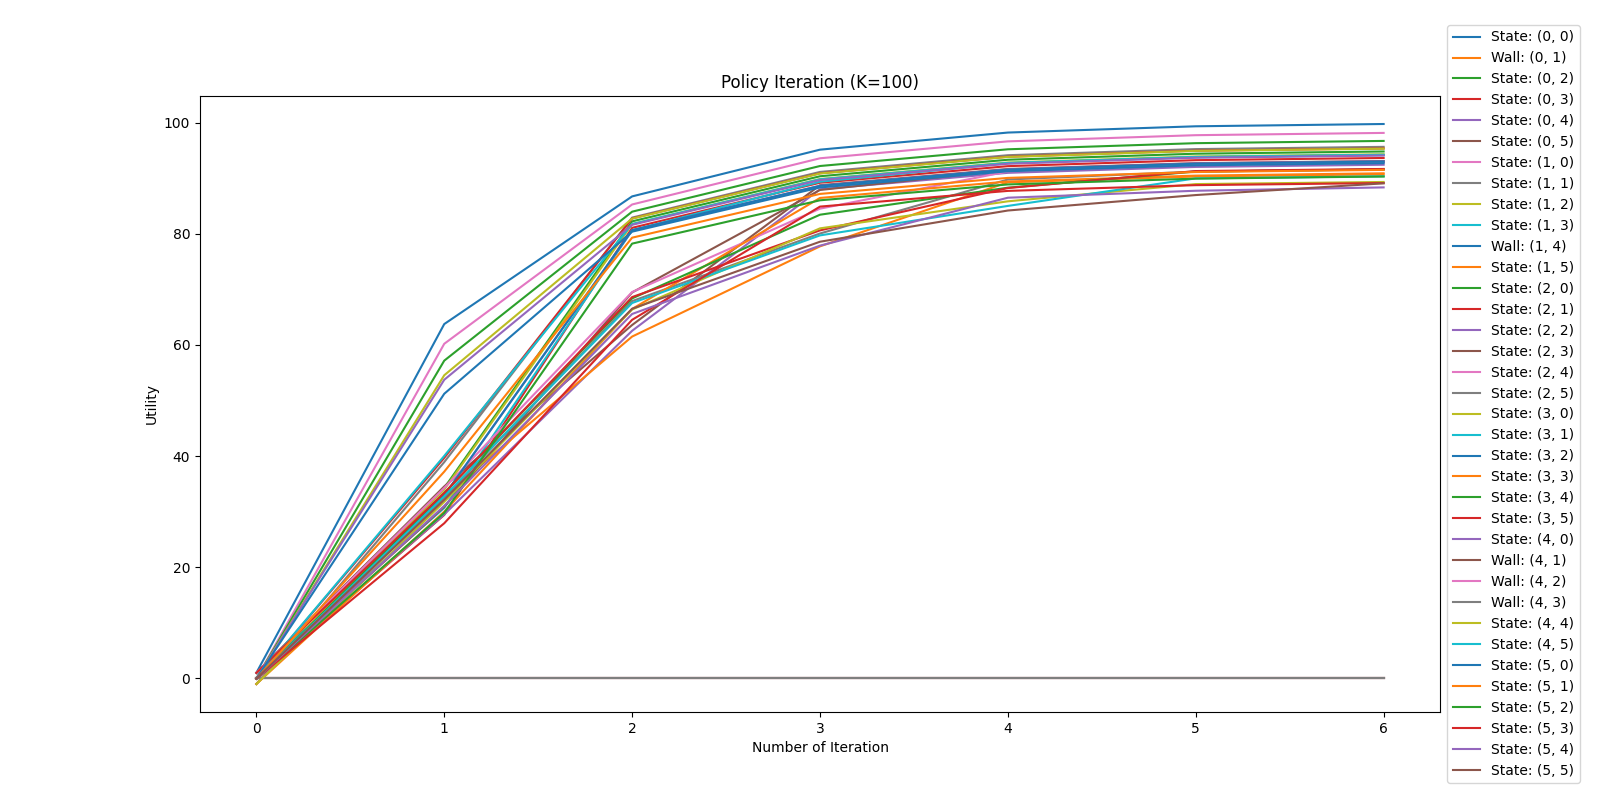 Policy Iteration (K=100)
Utility
100
80
60
40
20
0
0 1 2 3 4 5 6
Number of Iteration
State: (0, 0)
Wall: (0, 1)
State: (0, 2)
State: (0, 3)
State: (0, 4)
State: (0, 5)
State: (1, 0)
State: (1, 1)
State: (1, 2)
State: (1, 3)
Wall: (1, 4)
State: (1, 5)
State: (2, 0)
State: (2, 1)
State: (2, 2)
State: (2, 3)
State: (2, 4)
State: (2, 5)
State: (3, 0)
State: (3, 1)
State: (3, 2)
State: (3, 3)
State: (3, 4)
State: (3, 5)
State: (4, 0)
Wall: (4, 1)
Wall: (4, 2)
Wall: (4, 3)
State: (4, 4)
State: (4, 5)
State: (5, 0)
State: (5, 1)
State: (5, 2)
State: (5, 3)
State: (5, 4)
State: (5, 5)